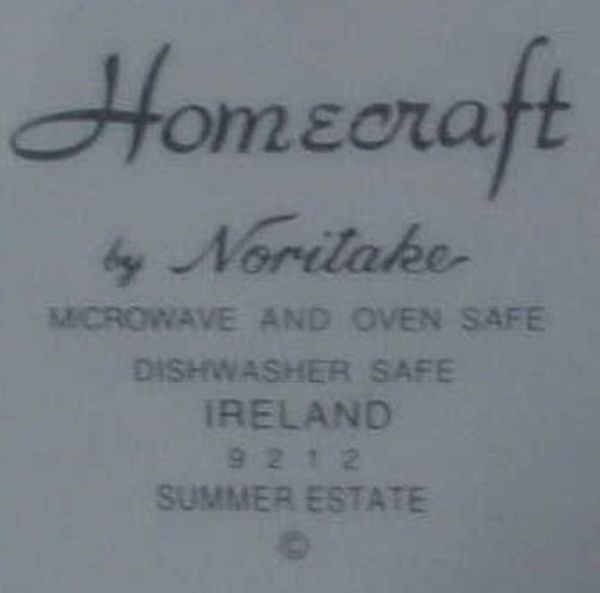 Homecraft
by Noritake
MICROWAVE AND OVEN SAFE
DISHWASHER SAFE
IRELAND
9212
SUMMER ESTATE
©